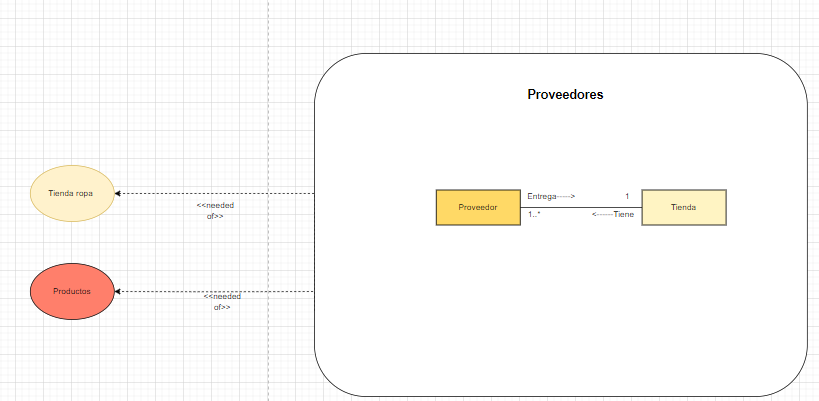 Proveedores
Tienda ropa
<<needed
of>>
Proveedor
Entrega----->
1
1..*
<------Tiene
Tienda
Productos
<<needed
of>>